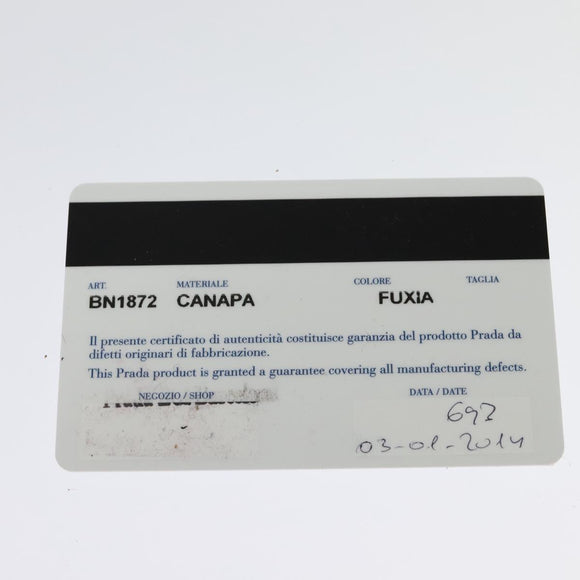 ART. MATERIALE COLORE TAGLIA
BN1872 CANAPA FUXIA
Il presente certificato di autenticità costituisce garanzia del prodotto Prada da
difetti originari di fabbricazione.
This Prada product is granted a guarantee covering all manufacturing defects.
NEGOZIO / SHOP DATA / DATE
697
03-01-2014